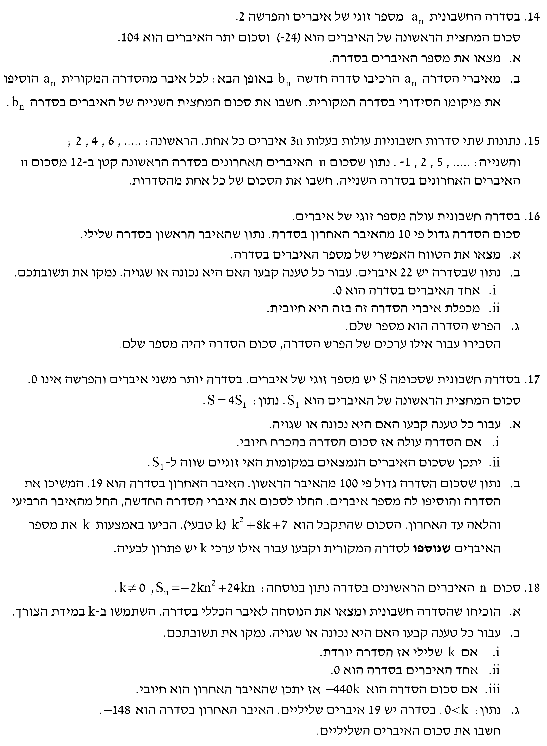 14. בסדרה החשבונית aₙ מספר זוגי של איברים והפרשה 2.
סכום המחצית הראשונה של האיברים הוא (24-) וסכום יתר האיברים הוא 104.
א. מצאו את מספר האיברים בסדרה.
ב. מאיברי הסדרה aₙ הרכיבו סדרה חדשה bₙ באופן הבא: לכל איבר מהסדרה המקורית aₙ הוסיפו
את מיקומו הסידורי בסדרה המקורית. חשבו את סכום המחצית השנייה של האיברים בסדרה bₙ.
15. נתונות שתי סדרות חשבוניות עולות בעלות 3n איברים כל אחת. הראשונה: 2 , 4 , 6 , ..... ;
והשנייה: -1 , 2 , 5 , ..... . נתון שסכום n האיברים האחרונים בסדרה הראשונה קטן ב-12 מסכום n
האיברים האחרונים בסדרה השנייה. חשבו את הסכום של כל אחת מהסדרות.
16. בסדרה חשבונית עולה מספר זוגי של איברים.
סכום הסדרה גדול פי 10 מהאיבר האחרון בסדרה. נתון שהאיבר הראשון בסדרה שלילי.
א. מצאו את הטווח האפשרי של מספר האיברים בסדרה.
ב. נתון שבסדרה יש 22 איברים. עבור כל טענה קבעו האם היא נכונה או שגויה. נמקו את תשובתכם.
i. אחד האיברים בסדרה הוא 0.
ii. מכפלת איברי הסדרה זה בזה היא חיובית.
ג. הפרש הסדרה הוא מספר שלם.
הסבירו עבור אילו ערכים של הפרש הסדרה, סכום הסדרה יהיה מספר שלם.
17. בסדרה חשבונית שסכומה S יש מספר זוגי של איברים. בסדרה יותר משני איברים והפרשה אינו 0.
סכום המחצית הראשונה של האיברים הוא S₁. נתון: S = 4S₁.
א. עבור כל טענה קבעו האם היא נכונה או שגויה.
i. אם הסדרה עולה אז סכום הסדרה בהכרח חיובי.
ii. יתכן שסכום האיברים הנמצאים במקומות האי זוגיים שווה ל-S₁.
ב. נתון שסכום הסדרה גדול פי 100 מהאיבר הראשון. האיבר האחרון בסדרה הוא 19. המשיכו את
הסדרה והוסיפו לה מספר איברים. החלו לסכום את איברי הסדרה החדשה, החל מהאיבר הרביעי
והלאה עד האחרון. הסכום שהתקבל הוא k²+8k+7 (k טבעי). הביעו באמצעות k את מספר
האיברים שנוספו לסדרה המקורית וקבעו עבור אילו ערכי k יש פתרון לבעיה.
18. סכום n האיברים הראשונים בסדרה נתון בנוסחה: Sₙ = −2kn² +24kn , k ≠ 0.
א. הוכיחו שהסדרה חשבונית ומצאו את הנוסחה לאיבר הכללי בסדרה. השתמשו ב-k במידת הצורך.
ב. עבור כל טענה קבעו האם היא נכונה או שגויה. נמקו את תשובתכם.
i. אם k שלילי אז הסדרה יורדת.
ii. אחד האיברים בסדרה הוא 0.
iii. אם סכום הסדרה הוא −440k אז יתכן שהאיבר האחרון הוא חיובי.
ג. נתון: 0<k. בסדרה יש 19 איברים שליליים. האיבר האחרון בסדרה הוא 148−.
חשבו את סכום האיברים השליליים.